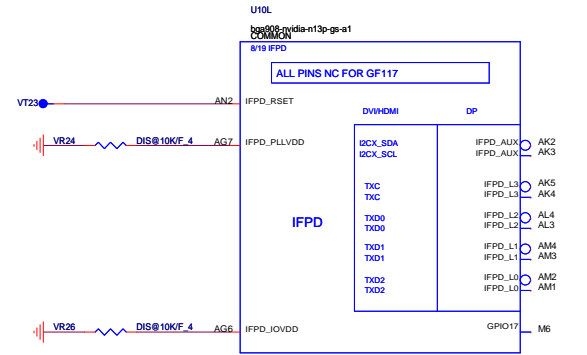 U10L
bga908-nvidia-n13p-gs-a1
COMMON
8/19 IFPD
ALL PINS NC FOR GF117
VT23
AN2
IFPD_RSET
DVI/HDMI
DP
VR24
DIS@10K/F_4
AG7
IFPD_PLLVDD
I2CX_SDA
IFPD_AUX
AK2
I2CX_SCL
IFPD_AUX
AK3
TXC
IFPD_L3
AK5
TXC
IFPD_L3
AK4
IFPD
TXD0
IFPD_L2
AL4
TXD0
IFPD_L2
AL3
TXD1
IFPD_L1
AM4
TXD1
IFPD_L1
AM3
TXD2
IFPD_L0
AM2
TXD2
IFPD_L0
AM1
VR26
DIS@10K/F_4
AG6
IFPD_IOVDD
GPIO17
M6